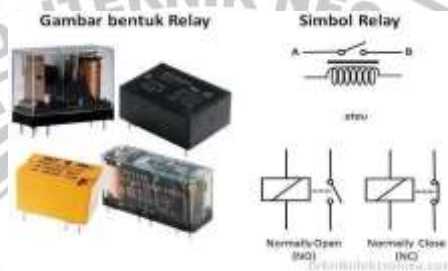 Gambar bentuk Relay
Simbol Relay
A
B
atau
Normally Open
(NO)
Normally Close
(NC)